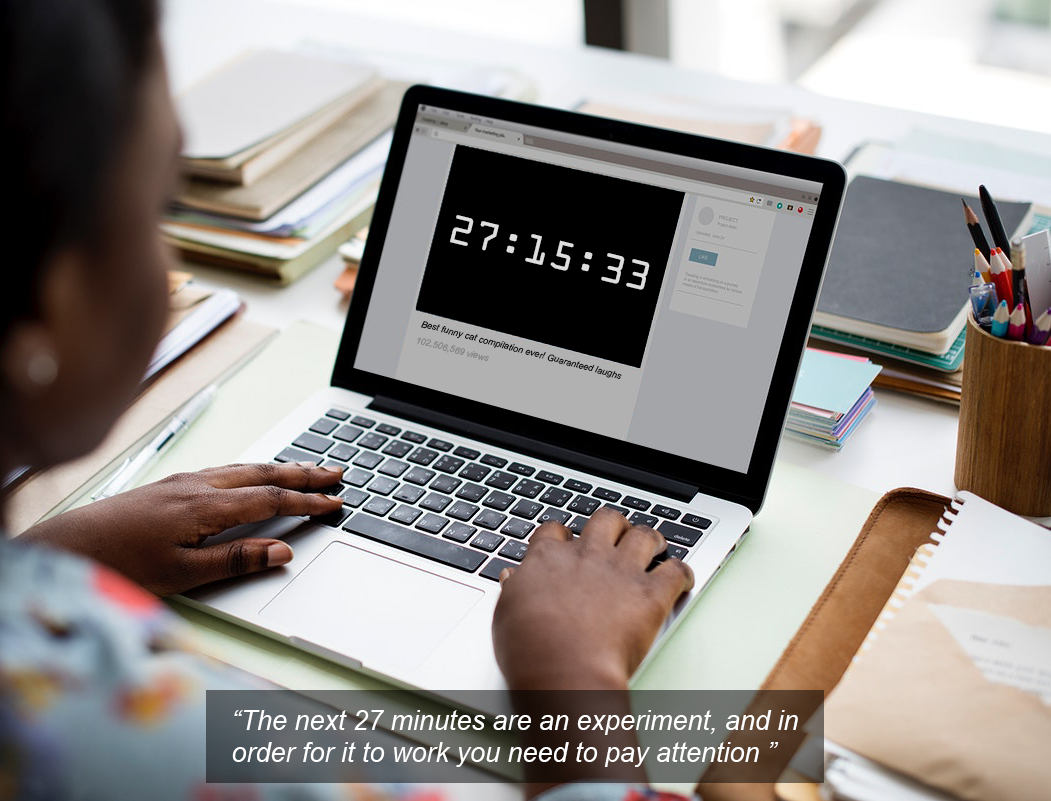 27:15:33
Best funny cat compilation ever! Guaranteed laughs
102,506,569 views
PROJECT
LIKE
delete
“The next 27 minutes are an experiment, and in
order for it to work you need to pay attention ”